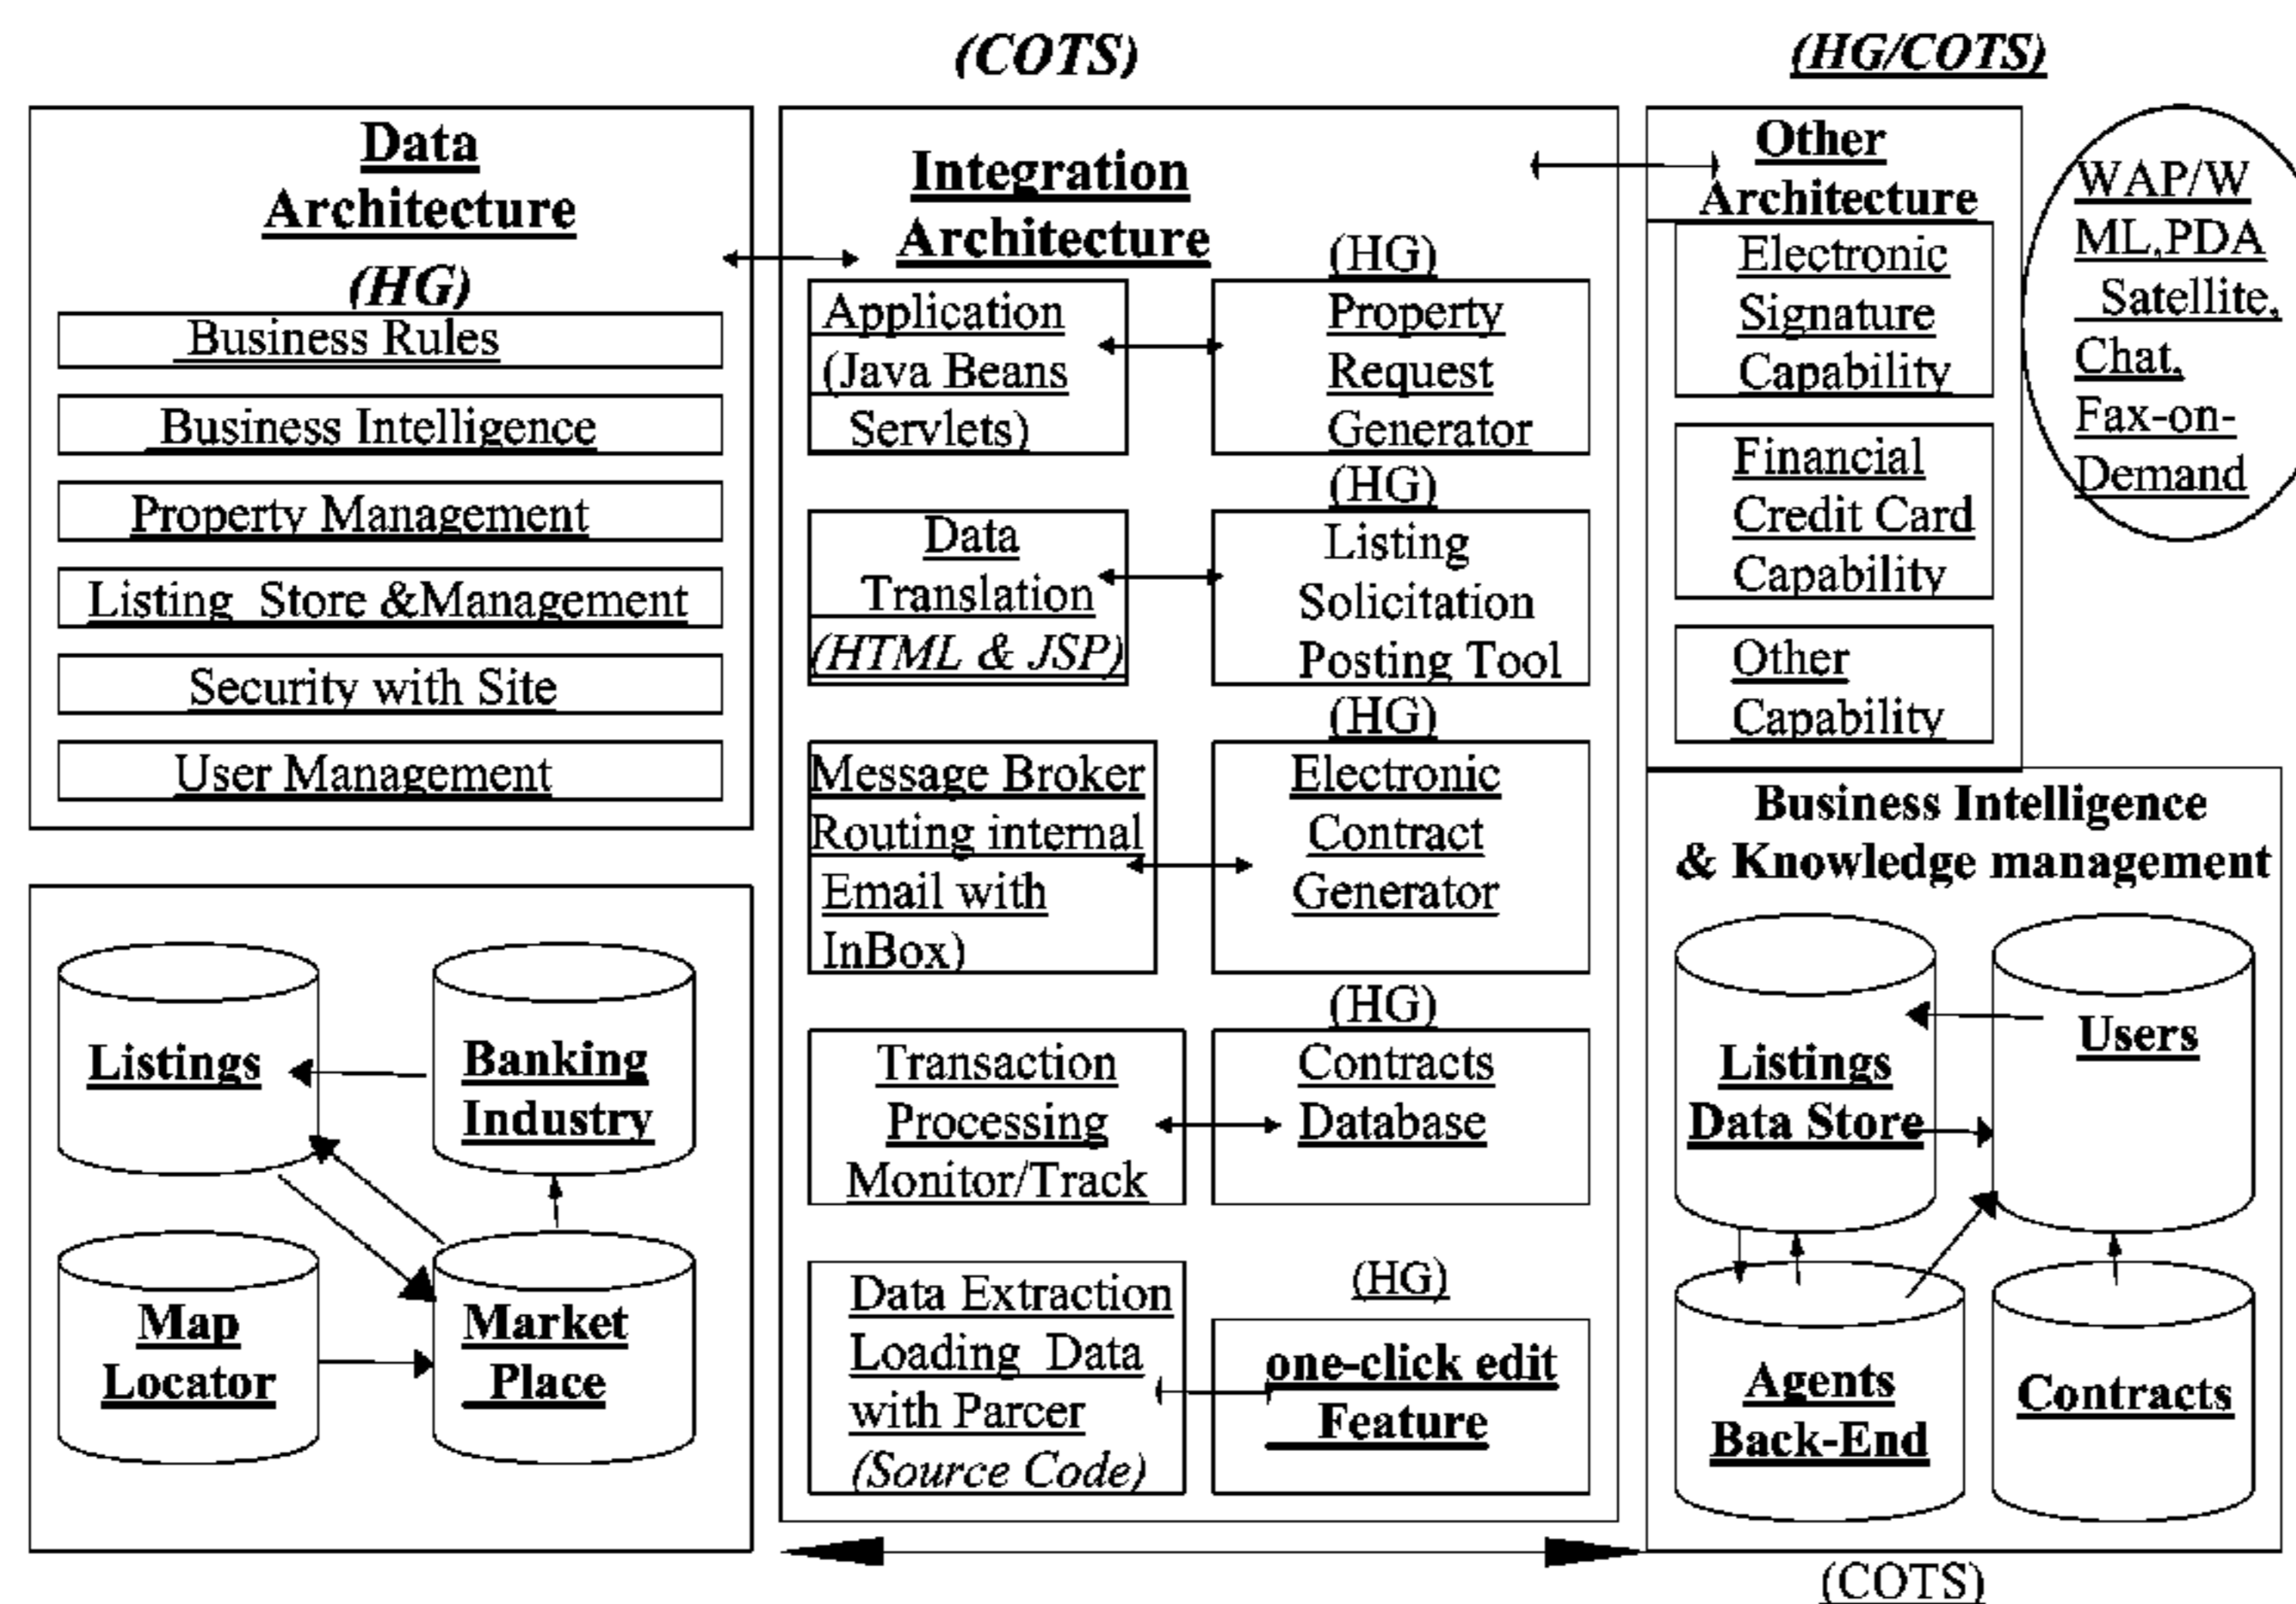 (COTS)
(HG/COTS)
Data
Architecture
(HG)
Business Rules
Business Intelligence
Property Management
Listing Store &Management
Security with Site
User Management
Listings
Banking
Industry
Map
Locator
Market
Place
Integration
Architecture
(HG)
Application
(Java Beans
Servlets)
Property
Request
Generator
(HG)
Data
Translation
(HTML & JSP)
Listing
Solicitation
Posting Tool
(HG)
Message Broker
Routing internal
Email with
InBox)
Electronic
Contract
Generator
(HG)
Transaction
Processing
Monitor/Track
Contracts
Database
(HG)
Data Extraction
Loading Data
with Parcer
(Source Code)
one-click edit
Feature
Other
Architecture
Electronic
Signature
Capability
Financial
Credit Card
Capability
Other
Capability
WAP/W
ML,PDA
Satellite,
Chat,
Fax-on-
Demand
Business Intelligence
& Knowledge management
Listings
Data Store
Users
Agents
Back-End
Contracts
(COTS)